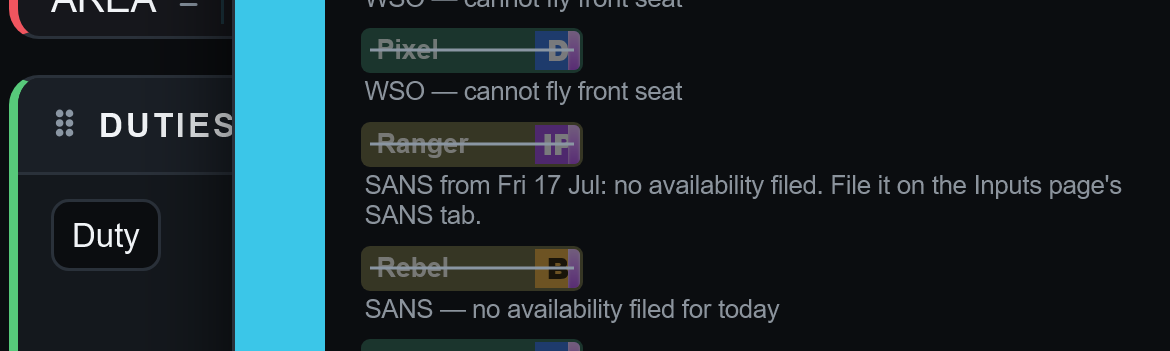 AREA –
DUTIES
Duty
WSO — cannot fly front seat
Pixel D
WSO — cannot fly front seat
Ranger IP
SANS from Fri 17 Jul: no availability filed. File it on the Inputs page's
SANS tab.
Rebel B
SANS — no availability filed for today